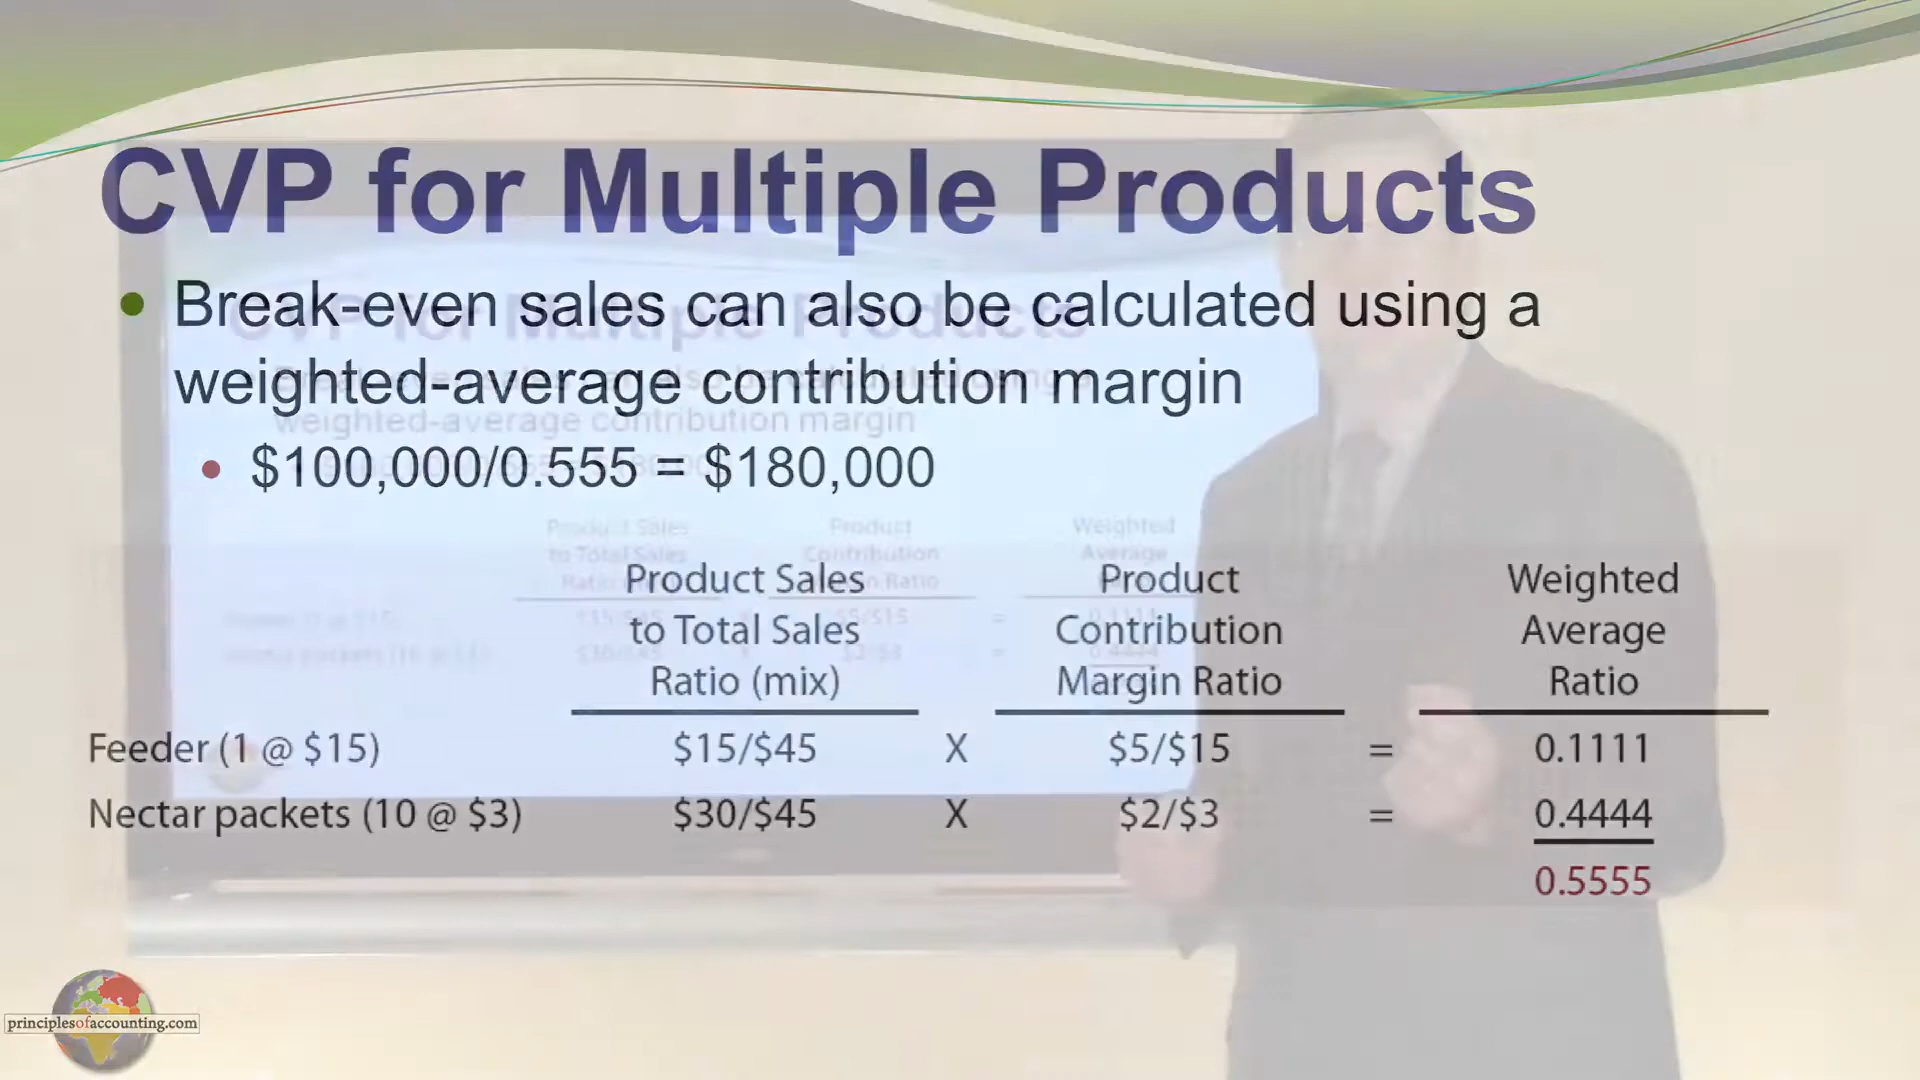 CVP for Multiple Products
Break-even sales can also be calculated using a
weighted-average contribution margin
$100,000/0.555 = $180,000
Product Sales
to Total Sales
Ratio (mix)
Product
Contribution
Margin Ratio
Weighted
Average
Ratio
Feeder (1 @ $15) $15/$45 X $5/$15 = 0.1111
Nectar packets (10 @ $3) $30/$45 X $2/$3 = 0.4444
0.5555
principlesofaccounting.com